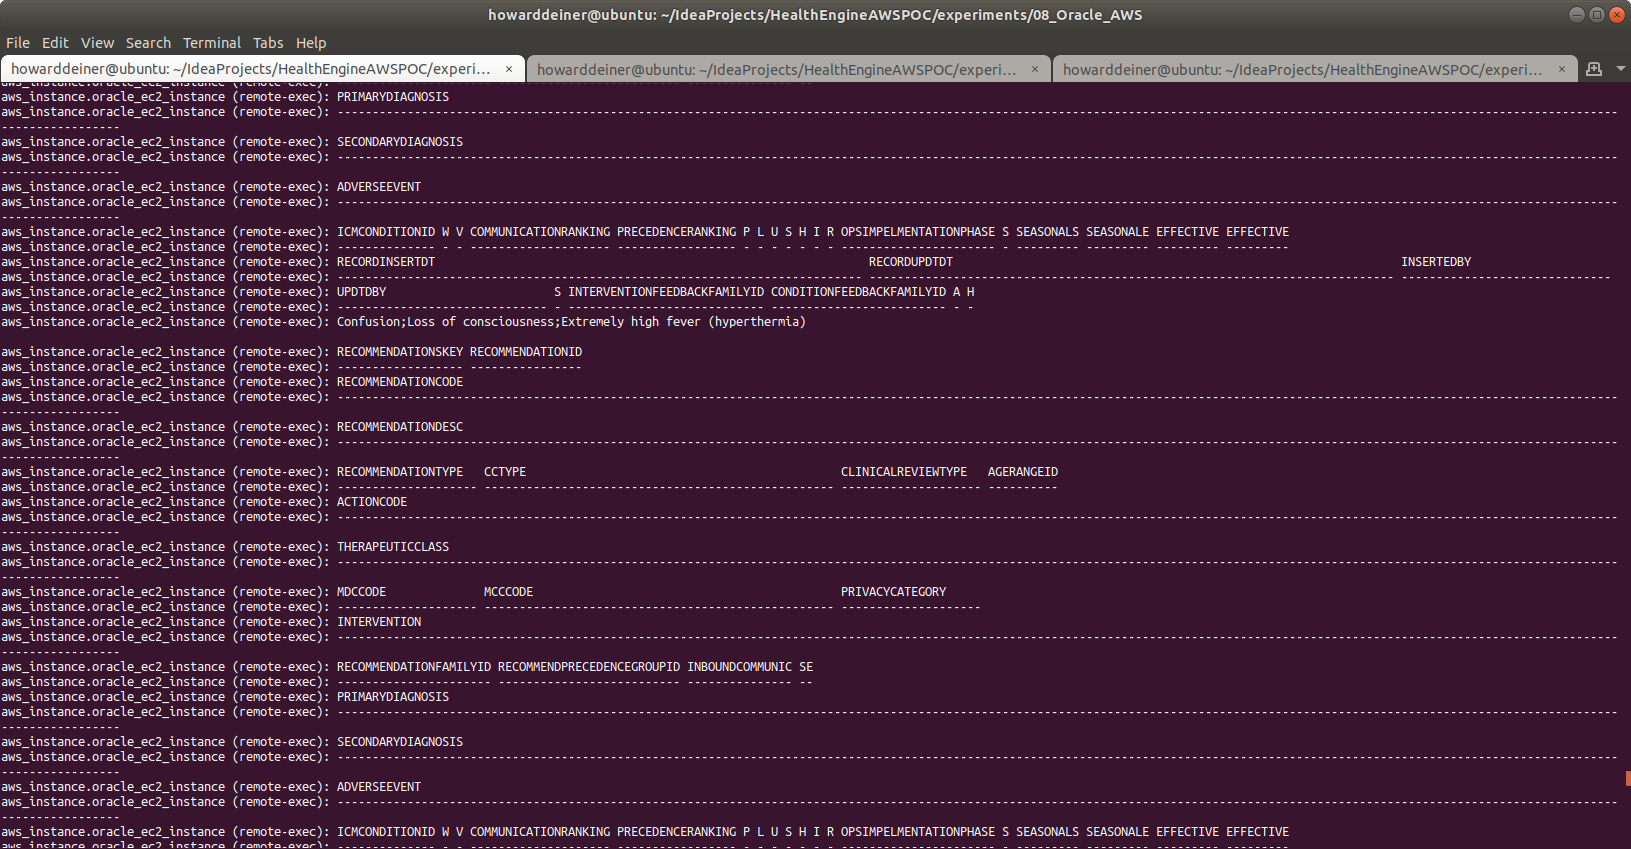 howarddeiner@ubuntu: ~/IdeaProjects/HealthEngineAWSPOC/experiments/08_Oracle_AWS
File Edit View Search Terminal Tabs Help
howarddeiner@ubuntu: ~/IdeaProjects/HealthEngineAWSPOC/experi... × howarddeiner@ubuntu: ~/IdeaProjects/HealthEngineAWSPOC/experi... × howarddeiner@ubuntu: ~/IdeaProjects/HealthEngineAWSPOC/experi... ×
aws_instance.oracle_ec2_instance (remote-exec): PRIMARYDIAGNOSIS
aws_instance.oracle_ec2_instance (remote-exec): ---------------------------------------------------------------------------------------------------------------------------------------------------------------------------------------
-----------------
aws_instance.oracle_ec2_instance (remote-exec): SECONDARYDIAGNOSIS
aws_instance.oracle_ec2_instance (remote-exec): ---------------------------------------------------------------------------------------------------------------------------------------------------------------------------------------
-----------------
aws_instance.oracle_ec2_instance (remote-exec): ADVERSEEVENT
aws_instance.oracle_ec2_instance (remote-exec): ---------------------------------------------------------------------------------------------------------------------------------------------------------------------------------------
-----------------
aws_instance.oracle_ec2_instance (remote-exec): ICMCONDITIONID W V COMMUNICATIONRANKING PRECEDENCERANKING P L U S H I R OPSIMPELMENTATIONPHASE S SEASONALS SEASONALE EFFECTIVE EFFECTIVE
aws_instance.oracle_ec2_instance (remote-exec): -------------- - - -------------------- ----------------- - - - - - - - ---------------------- - --------- --------- --------- ---------
aws_instance.oracle_ec2_instance (remote-exec): RECORDINSERTDT RECORDUPDTDT INSERTEDBY
aws_instance.oracle_ec2_instance (remote-exec): --------------------------------------------------------------------------- --------------------------------------------------------------------------- ------------------------------
aws_instance.oracle_ec2_instance (remote-exec): UPDTDBY S INTERVENTIONFEEDBACKFAMILYID CONDITIONFEEDBACKFAMILYID A H
aws_instance.oracle_ec2_instance (remote-exec): ------------------------------ - ---------------------------- ------------------------- - -
aws_instance.oracle_ec2_instance (remote-exec): Confusion;Loss of consciousness;Extremely high fever (hyperthermia)
aws_instance.oracle_ec2_instance (remote-exec): RECOMMENDATIONSKEY RECOMMENDATIONID
aws_instance.oracle_ec2_instance (remote-exec): ------------------ ----------------
aws_instance.oracle_ec2_instance (remote-exec): RECOMMENDATIONCODE
aws_instance.oracle_ec2_instance (remote-exec): ---------------------------------------------------------------------------------------------------------------------------------------------------------------------------------------
-----------------
aws_instance.oracle_ec2_instance (remote-exec): RECOMMENDATIONDESC
aws_instance.oracle_ec2_instance (remote-exec): ---------------------------------------------------------------------------------------------------------------------------------------------------------------------------------------
-----------------
aws_instance.oracle_ec2_instance (remote-exec): RECOMMENDATIONTYPE CCTYPE CLINICALREVIEWTYPE AGERANGEID
aws_instance.oracle_ec2_instance (remote-exec): -------------------- -------------------------------------------------- -------------------- ----------
aws_instance.oracle_ec2_instance (remote-exec): ACTIONCODE
aws_instance.oracle_ec2_instance (remote-exec): ---------------------------------------------------------------------------------------------------------------------------------------------------------------------------------------
-----------------
aws_instance.oracle_ec2_instance (remote-exec): THERAPEUTICCLASS
aws_instance.oracle_ec2_instance (remote-exec): ---------------------------------------------------------------------------------------------------------------------------------------------------------------------------------------
-----------------
aws_instance.oracle_ec2_instance (remote-exec): MDCCODE MCCCODE PRIVACYCATEGORY
aws_instance.oracle_ec2_instance (remote-exec): -------------------- -------------------------------------------------- --------------------
aws_instance.oracle_ec2_instance (remote-exec): INTERVENTION
aws_instance.oracle_ec2_instance (remote-exec): ---------------------------------------------------------------------------------------------------------------------------------------------------------------------------------------
-----------------
aws_instance.oracle_ec2_instance (remote-exec): RECOMMENDATIONFAMILYID RECOMMENDPRECEDENCEGROUPID INBOUNDCOMMUNIC SE
aws_instance.oracle_ec2_instance (remote-exec): ---------------------- -------------------------- --------------- --
aws_instance.oracle_ec2_instance (remote-exec): PRIMARYDIAGNOSIS
aws_instance.oracle_ec2_instance (remote-exec): ---------------------------------------------------------------------------------------------------------------------------------------------------------------------------------------
-----------------
aws_instance.oracle_ec2_instance (remote-exec): SECONDARYDIAGNOSIS
aws_instance.oracle_ec2_instance (remote-exec): ---------------------------------------------------------------------------------------------------------------------------------------------------------------------------------------
-----------------
aws_instance.oracle_ec2_instance (remote-exec): ADVERSEEVENT
aws_instance.oracle_ec2_instance (remote-exec): ---------------------------------------------------------------------------------------------------------------------------------------------------------------------------------------
-----------------
aws_instance.oracle_ec2_instance (remote-exec): ICMCONDITIONID W V COMMUNICATIONRANKING PRECEDENCERANKING P L U S H I R OPSIMPELMENTATIONPHASE S SEASONALS SEASONALE EFFECTIVE EFFECTIVE
aws_instance.oracle_ec2_instance (remote-exec): -------------- - - -------------------- ----------------- - - - - - - - ---------------------- - --------- --------- --------- ---------